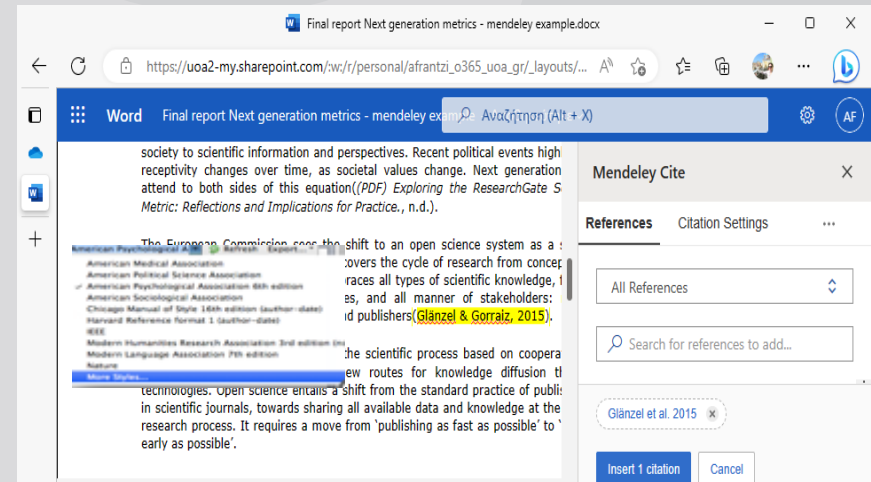 Final report Next generation metrics - mendeley example.docx
https://uoa2-my.sharepoint.com/:w:/r/personal/afrantzi_o365_uoa_gr/_layouts/...
Word Final report Next generation metrics - mendeley ex Αναζήτηση (Alt + X) AF
society to scientific information and perspectives. Recent political events high
receptivity changes over time, as societal values change. Next generation
attend to both sides of this equation((PDF) Exploring the ResearchGate S
Metric: Reflections and Implications for Practice., n.d.).
The European Commission sees the shift to an open science system as a
covers the cycle of research from concep
braces all types of scientific knowledge,
es, and all manner of stakeholders:
d publishers(Glänzel & Gorraiz, 2015).
the scientific process based on coopera
ew routes for knowledge diffusion th
technologies. Open science entails a shift from the standard practice of publis
in scientific journals, towards sharing all available data and knowledge at the
research process. It requires a move from 'publishing as fast as possible' to '
early as possible'.
American Psychological A Refresh Export...
American Medical Association
American Political Science Association
American Psychological Association 6th edition
American Sociological Association
Chicago Manual of Style 16th edition (author-date)
Harvard Reference format 1 (author-date)
IEEE
Modern Humanities Research Association 3rd edition (n
Modern Language Association 7th edition
Nature
More Styles...
Mendeley Cite
References Citation Settings
All References
Search for references to add...
Glänzel et al. 2015
Insert 1 citation Cancel